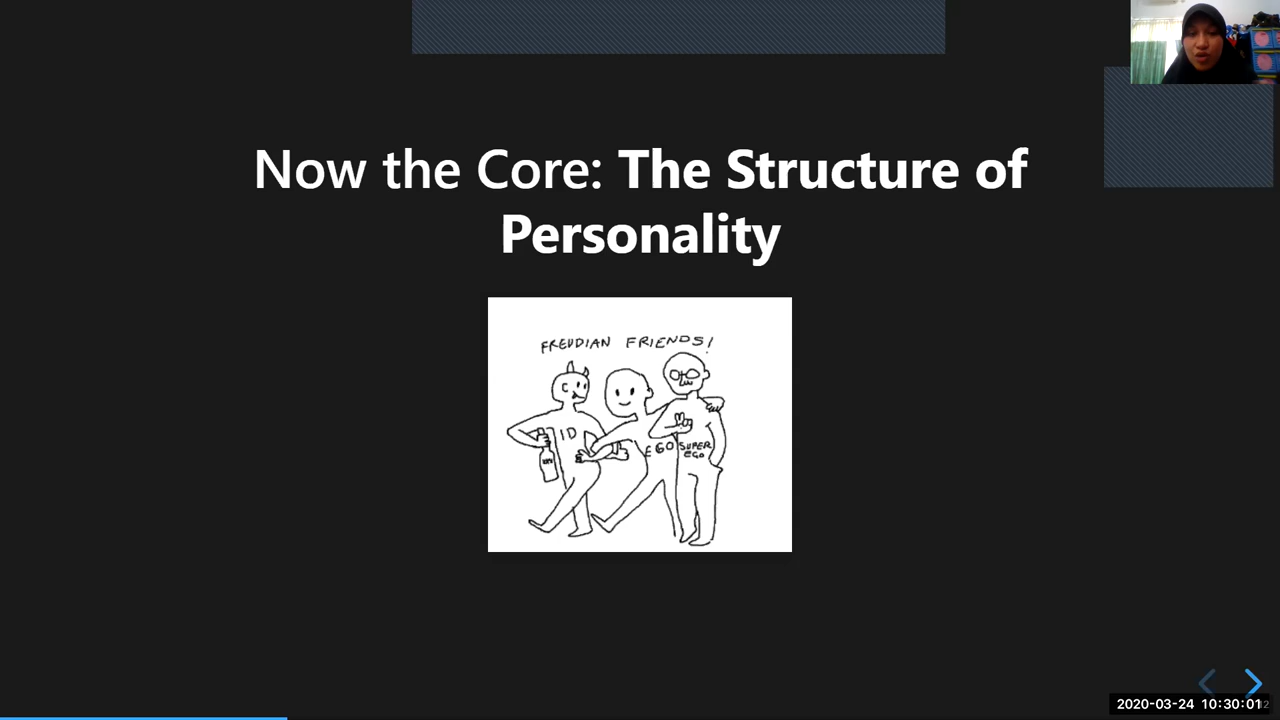 Now the Core: The Structure of
Personality
FREUDIAN FRIENDS!
ID
EGO
SUPER
EGO
2020-03-24 10:30:01